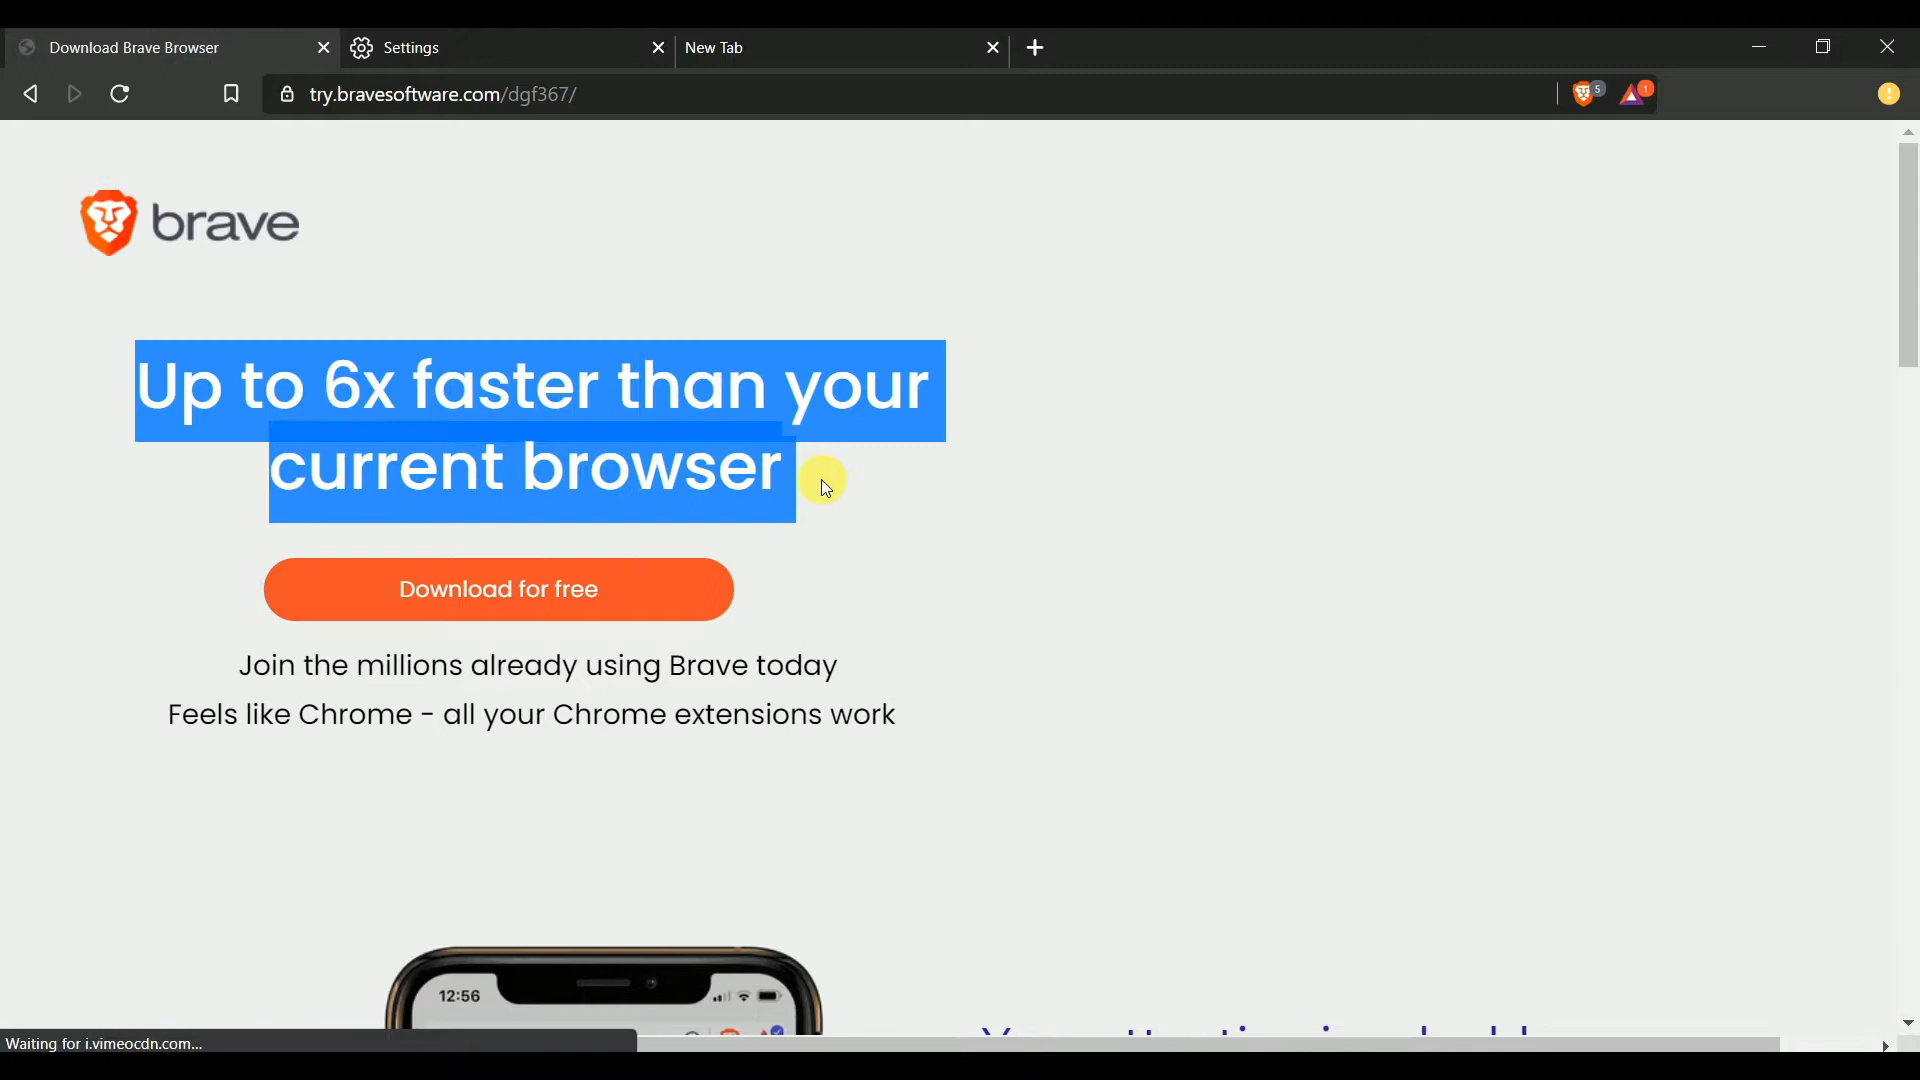 Download Brave Browser
Settings
New Tab
try.bravesoftware.com/dgf367/
5
1
brave
Up to 6x faster than your
current browser
Download for free
Join the millions already using Brave today
Feels like Chrome - all your Chrome extensions work
12:56
Waiting for i.vimeocdn.com...